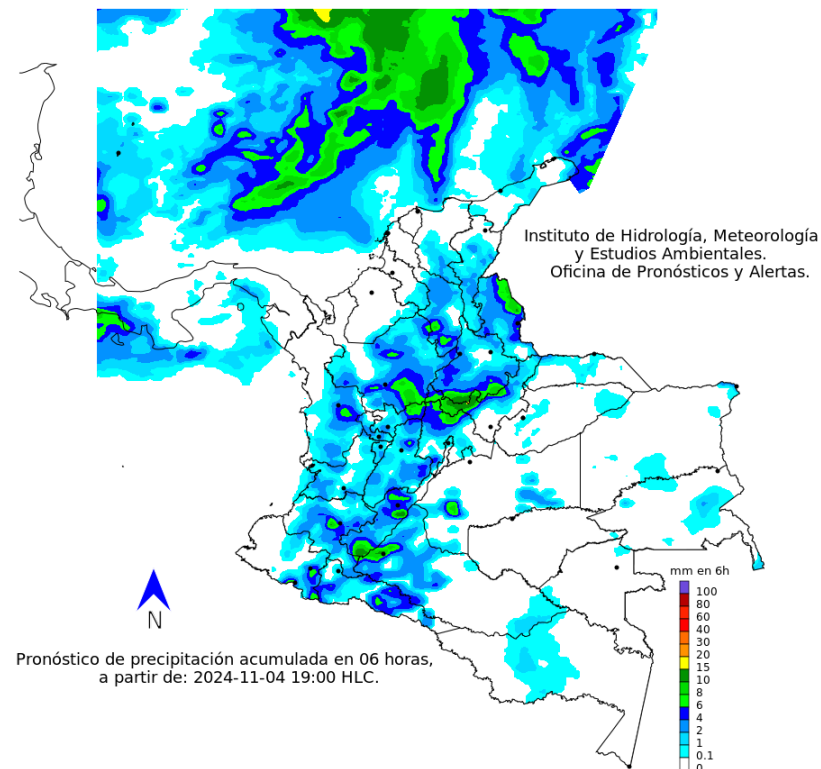 Instituto de Hidrología, Meteorología
y Estudios Ambientales.
Oficina de Pronósticos y Alertas.
mm en 6h
100
80
60
40
30
20
15
10
8
6
4
2
1
0.1
0
N
Pronóstico de precipitación acumulada en 06 horas,
a partir de: 2024-11-04 19:00 HLC.